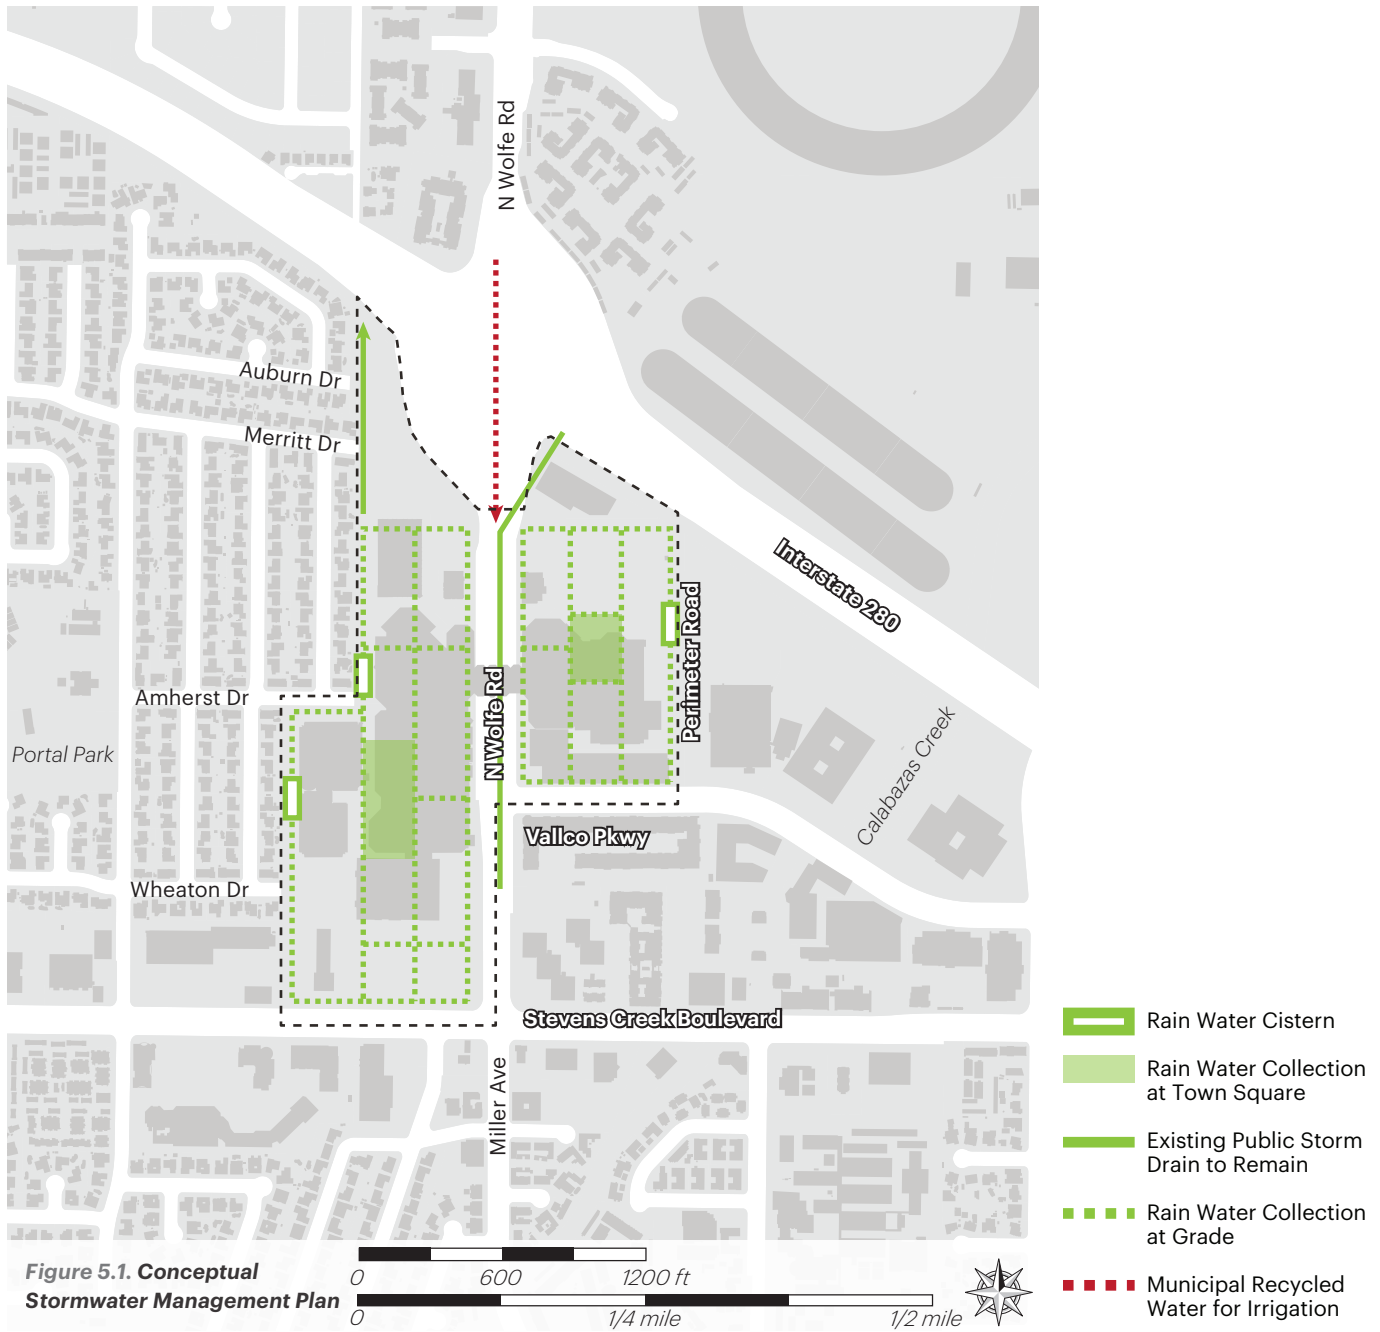 N Wolfe Rd
Auburn Dr
Merritt Dr
Interstate 280
Perimeter Road
N Wolfe Rd
Amherst Dr
Portal Park
Calabazas Creek
Vallco Pkwy
Wheaton Dr
Stevens Creek Boulevard
Miller Ave
Rain Water Cistern
Rain Water Collection
at Town Square
Existing Public Storm
Drain to Remain
Rain Water Collection
at Grade
Municipal Recycled
Water for Irrigation
Figure 5.1. Conceptual
Stormwater Management Plan
0 600 1200 ft
0 1/4 mile 1/2 mile